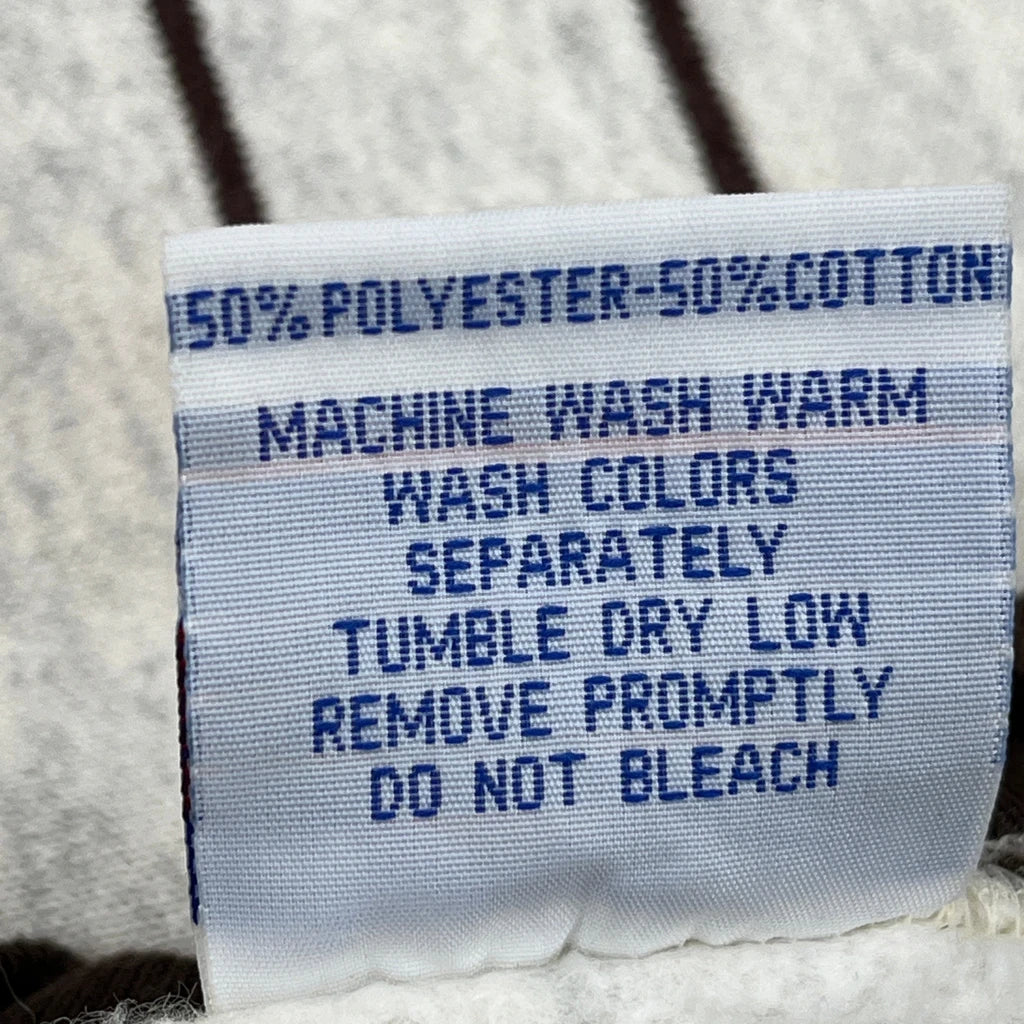 50% POLYESTER-50% COTTON
MACHINE WASH WARM
WASH COLORS
SEPARATELY
TUMBLE DRY LOW
REMOVE PROMPTLY
DO NOT BLEACH